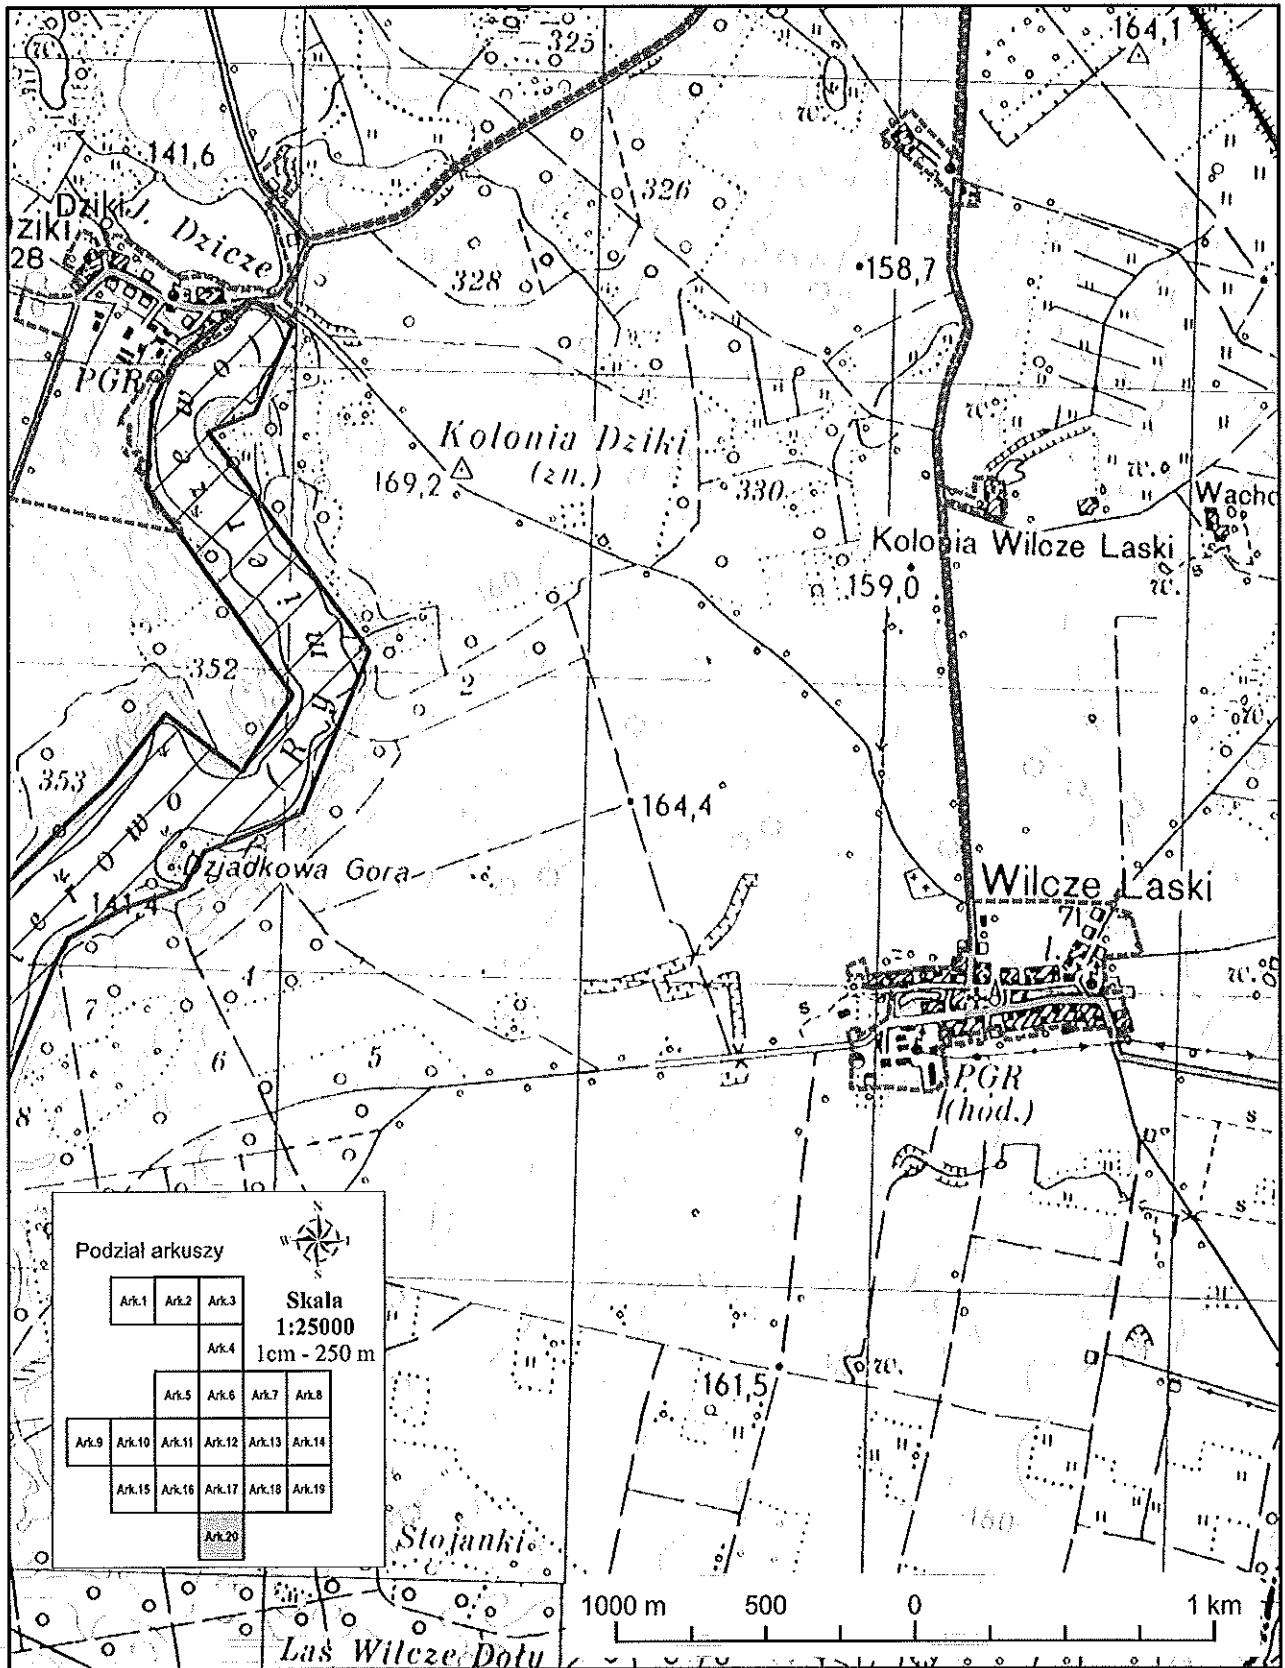 325
164,1
141,6
326
Dziki
J. Dzicze
Dziki
28
328
158,7
PGR
Kolonia Dziki
(zn.)
169,2
330
Wacho
Kolonia Wilcze Laski
159,0
352
2
353
164,4
Dziadkowa Gora
141,4
Wilcze Laski
71
4
7
6
5
8
PGR
(hod.)
s
s
s
s
Podział arkuszy
N
W
S
Skala
1:25000
1cm - 250 m
Ark.1 Ark.2 Ark.3
Ark.4
Ark.5 Ark.6 Ark.7 Ark.8
Ark.9 Ark.10 Ark.11 Ark.12 Ark.13 Ark.14
Ark.15 Ark.16 Ark.17 Ark.18 Ark.19
Ark.20
161,5
160
Stojanki
1000 m 500 0 1 km
Las Wilcze Doły